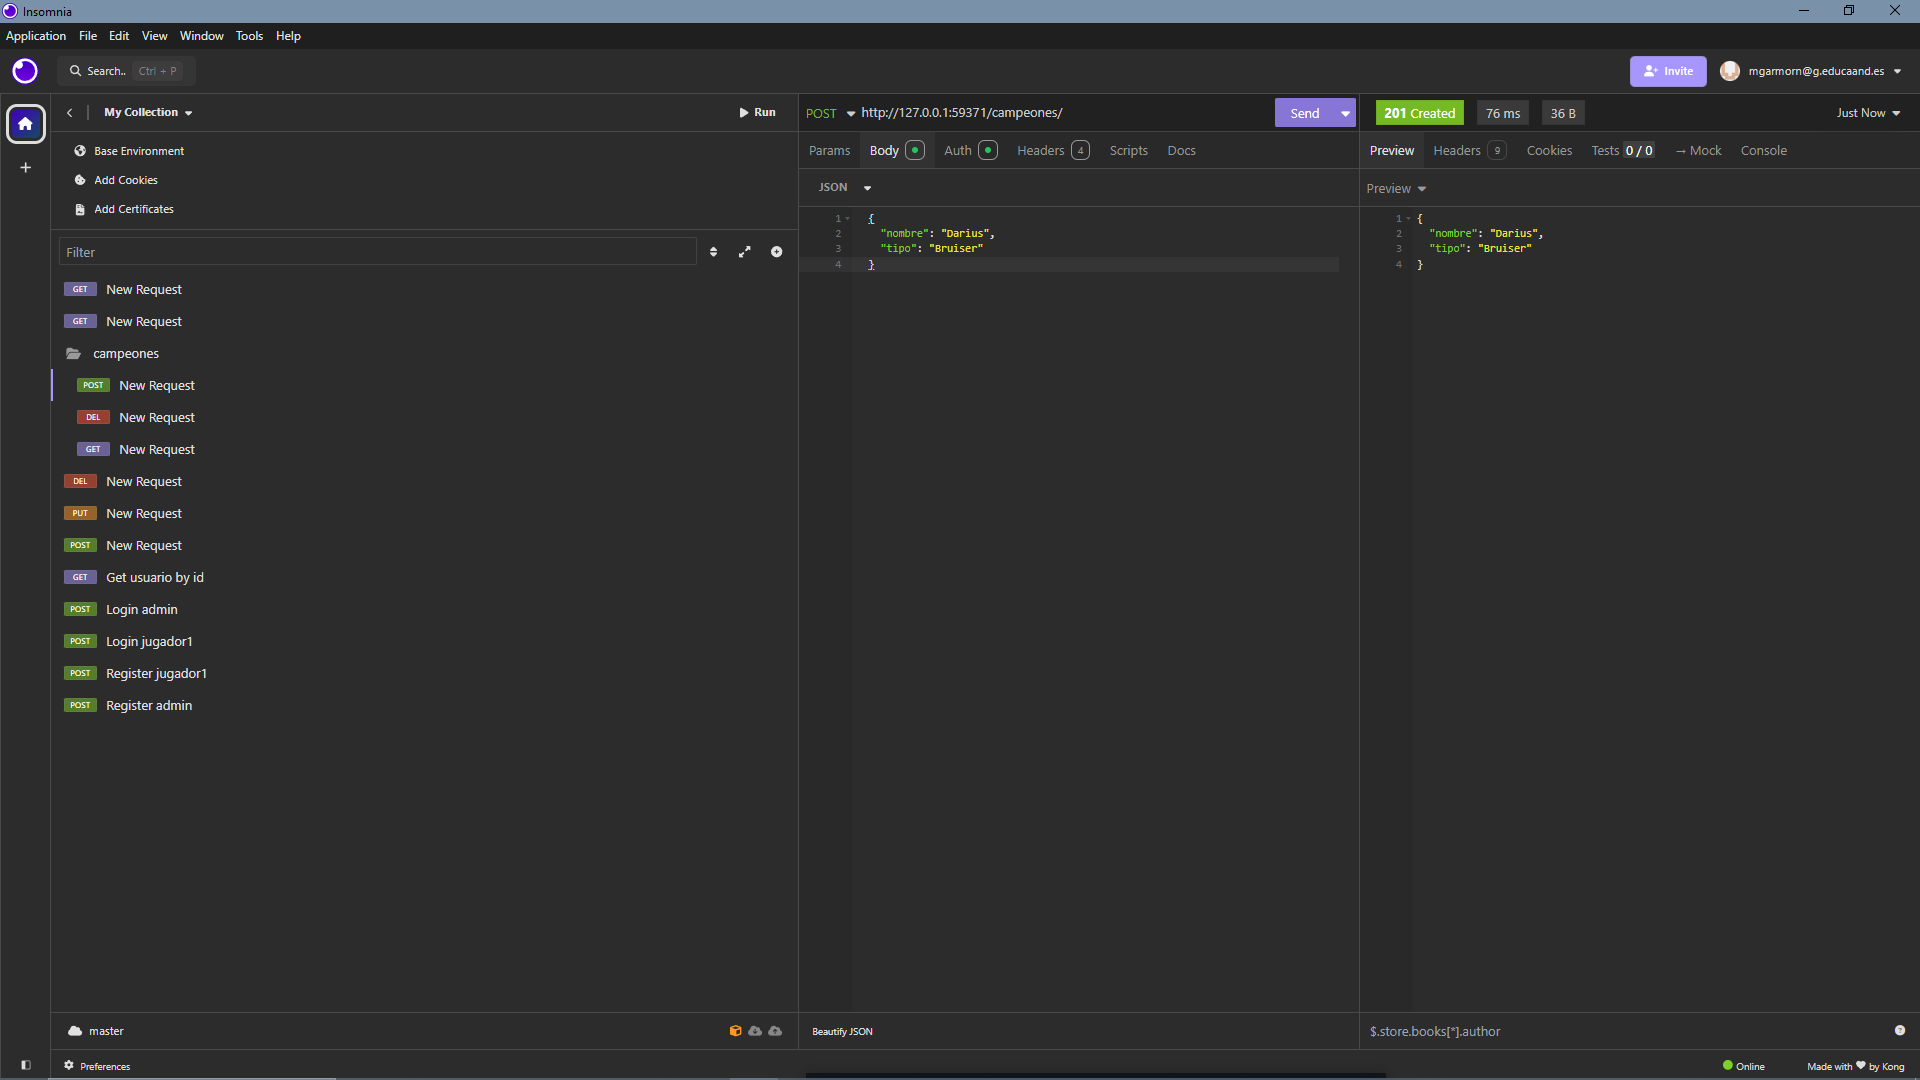 Insomnia
Application File Edit View Window Tools Help
Search.. Ctrl + P
Invite
mgarmorn@g.educaand.es
My Collection
Run
Base Environment
Add Cookies
Add Certificates
Filter
GET New Request
GET New Request
campeones
POST New Request
DEL New Request
GET New Request
DEL New Request
PUT New Request
POST New Request
GET Get usuario by id
POST Login admin
POST Login jugador1
POST Register jugador1
POST Register admin
master
Preferences
POST http://127.0.0.1:59371/campeones/
Send
Params Body Auth Headers 4 Scripts Docs
JSON
1 {
2 "nombre": "Darius",
3 "tipo": "Bruiser"
4 }
Beautify JSON
201 Created 76 ms 36 B
Just Now
Preview Headers 9 Cookies Tests 0 / 0 → Mock Console
Preview
1 {
2 "nombre": "Darius",
3 "tipo": "Bruiser"
4 }
$.store.books[*].author
Online
Made with ♥ by Kong